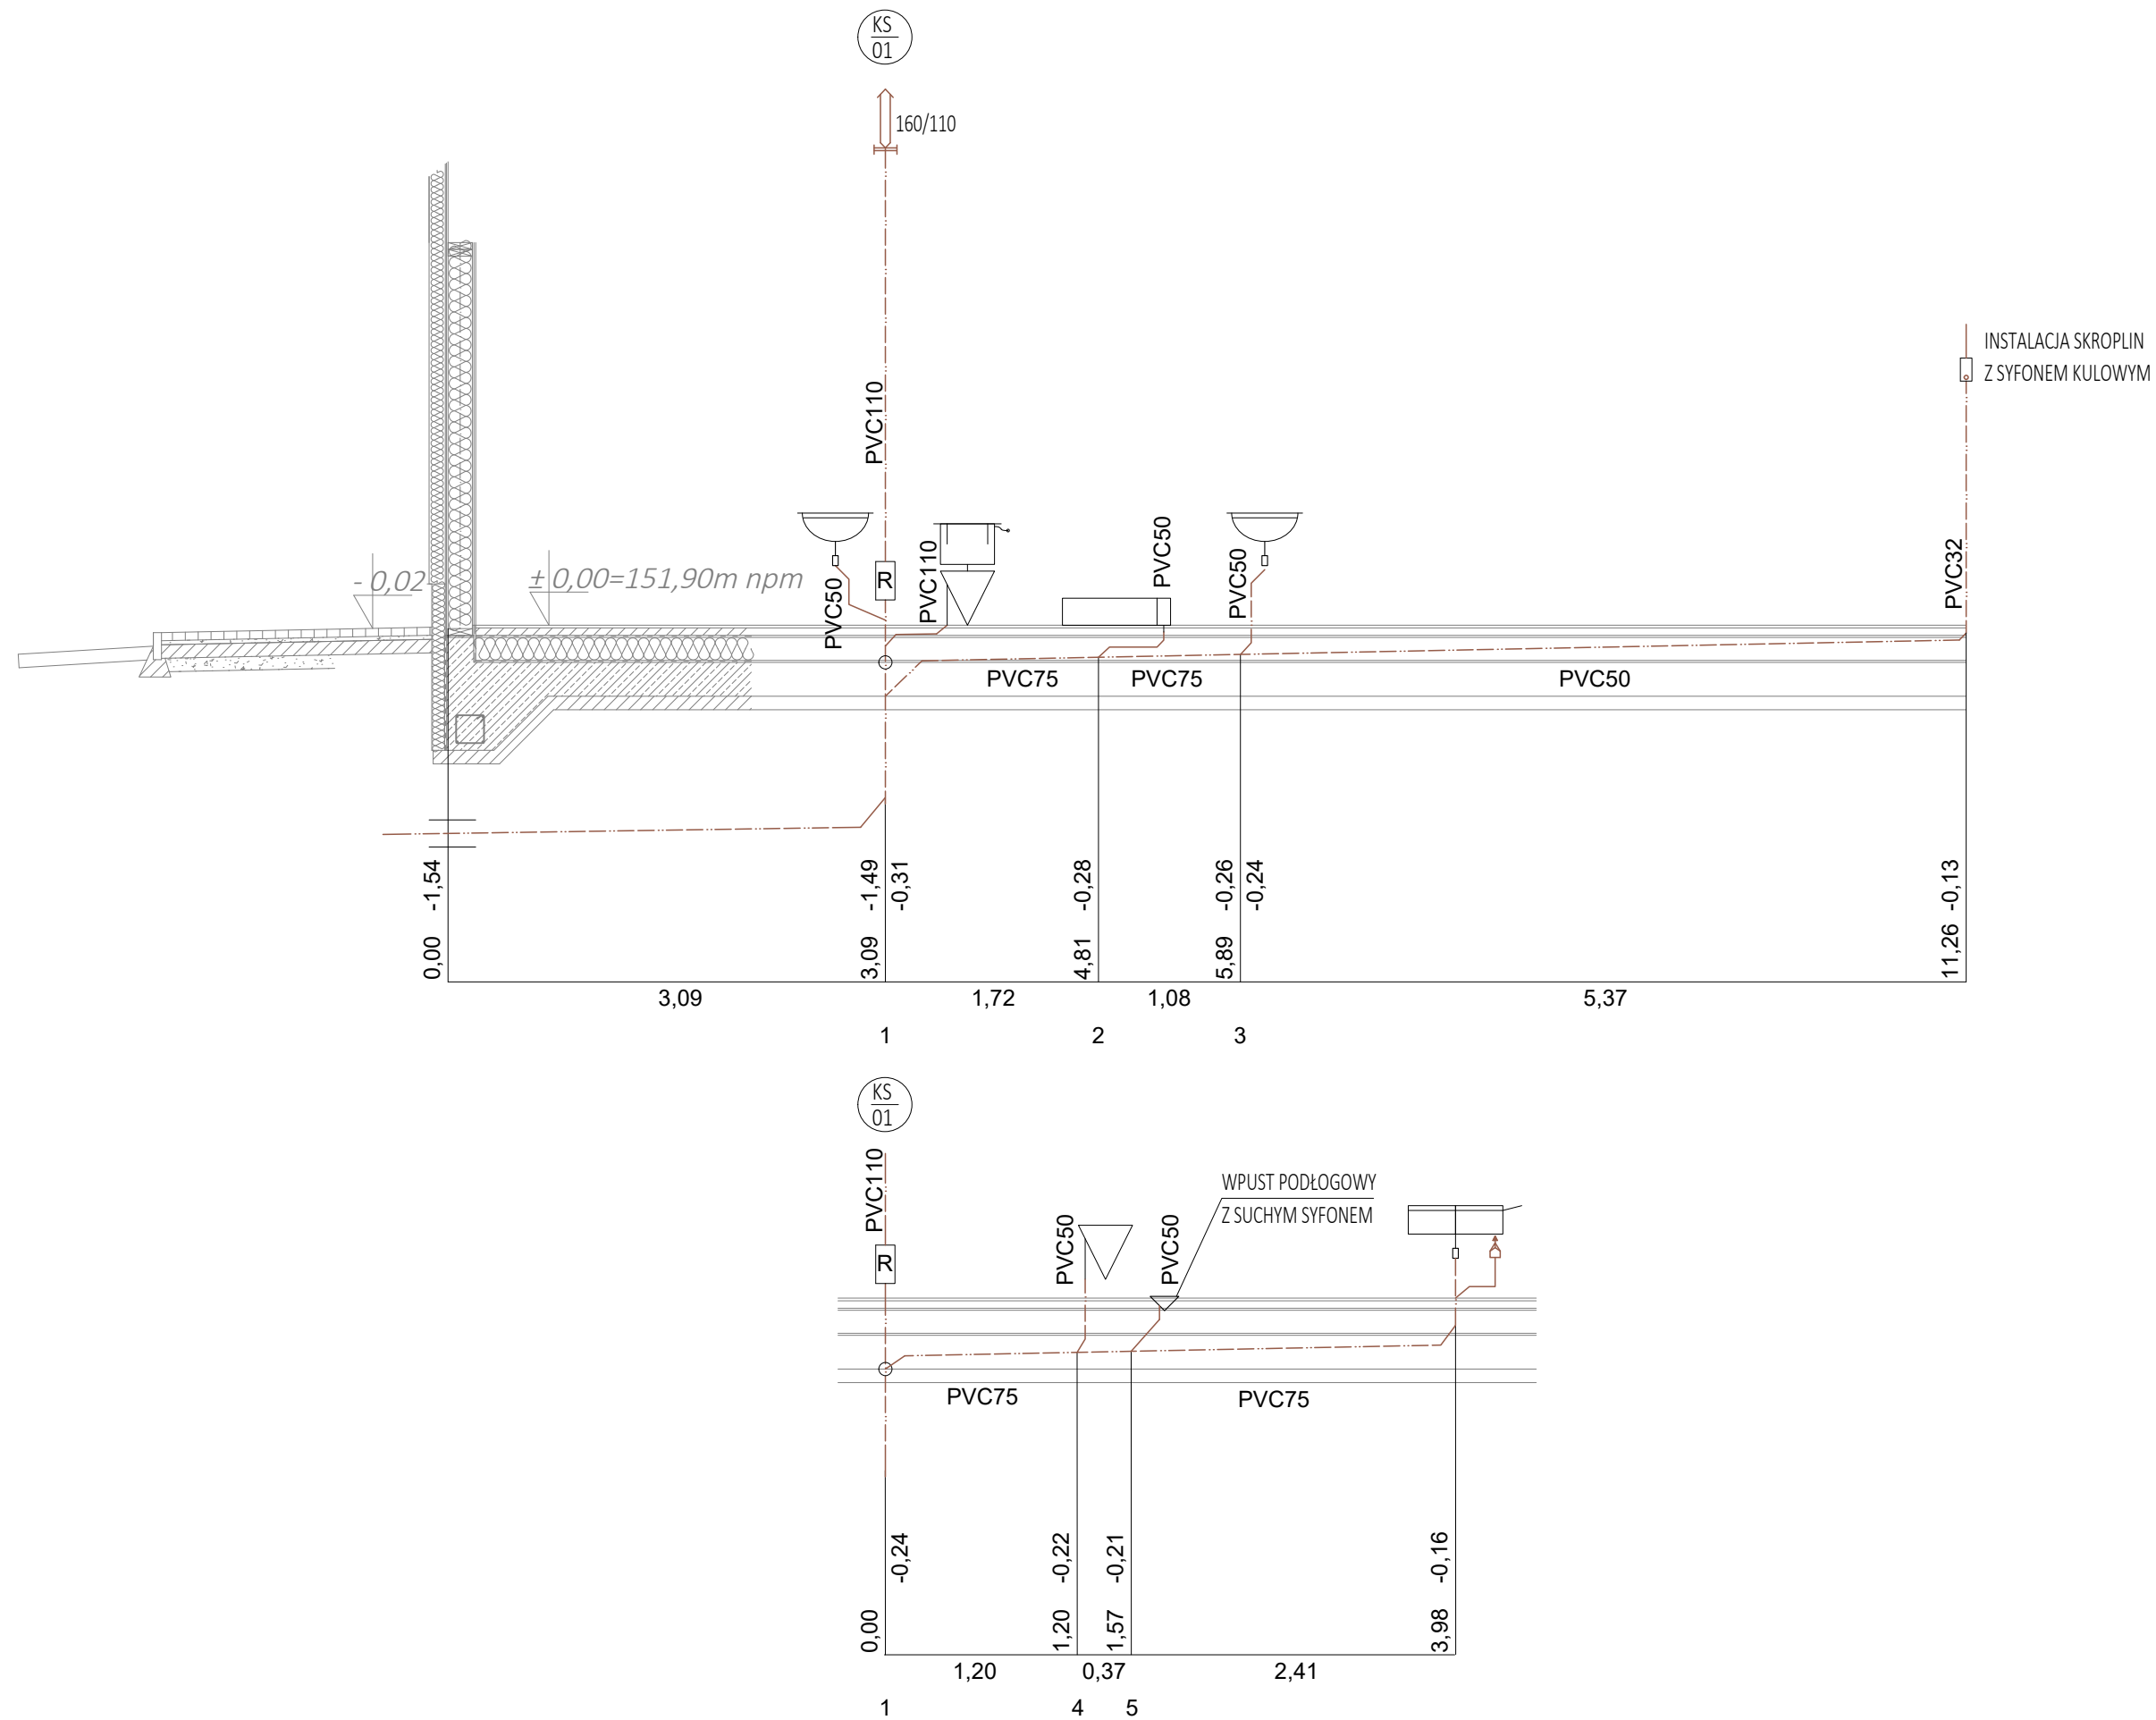 KS
01
160/110
PVC110
INSTALACJA SKROPLIN
Z SYFONEM KULOWYM
PVC50
R
PVC110
PVC50
PVC50
PVC32
- 0,02
± 0,00=151,90m npm
PVC75
PVC75
PVC50
0,00 -1,54
3,09 -1,49
-0,31
4,81 -0,28
5,89 -0,26
-0,24
11,26 -0,13
3,09
1,72
1,08
5,37
1
2
3
KS
01
PVC110
R
PVC50
PVC50
WPUST PODŁOGOWY
Z SUCHYM SYFONEM
PVC75
PVC75
0,00
-0,24
1,20 -0,22
1,57 -0,21
3,98 -0,16
1,20
0,37
2,41
1
4
5